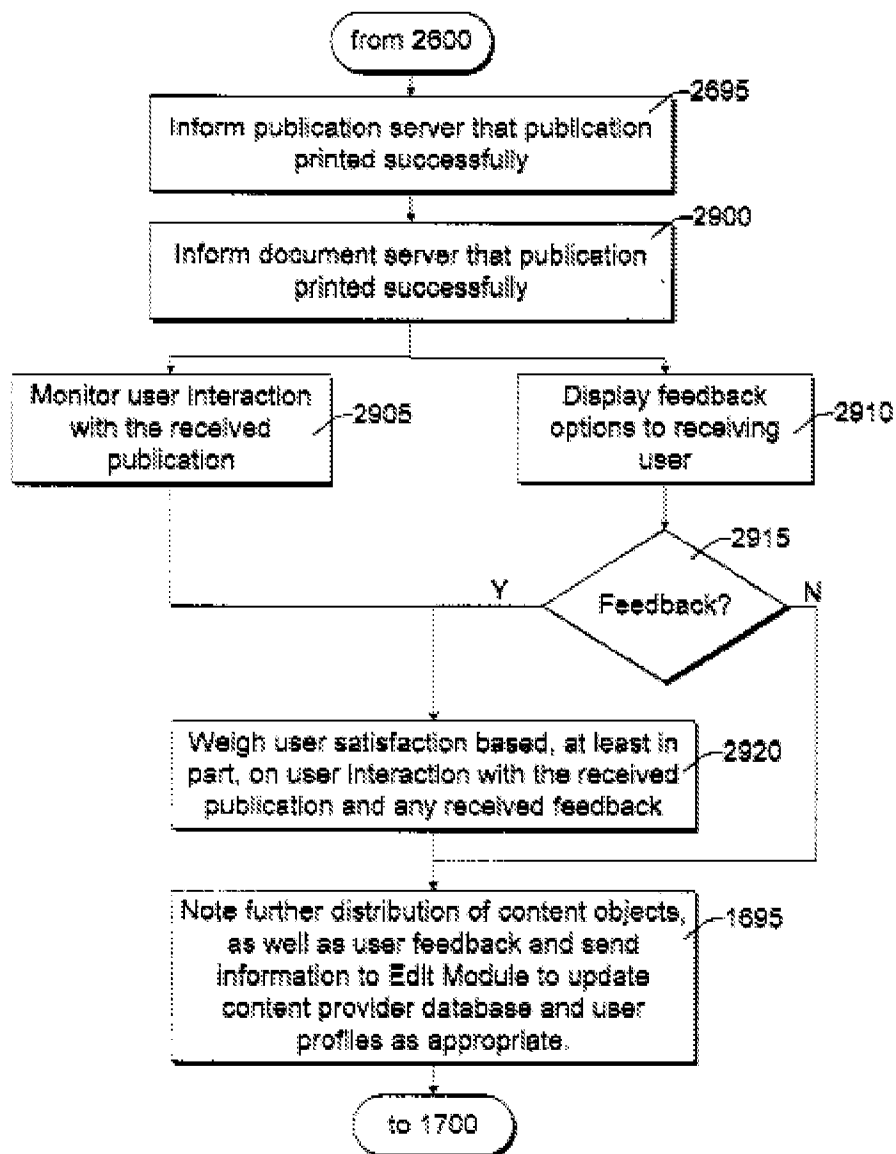 from 2600
2695
Inform publication server that publication
printed successfully
2900
Inform document server that publication
printed successfully
Monitor user interaction
with the received
publication
2905
Display feedback
options to receiving
user
2910
2915
Y
Feedback?
N
Weigh user satisfaction based, at least in
part, on user interaction with the received
publication and any received feedback
2920
Note further distribution of content objects,
as well as user feedback and send
information to Edit Module to update
content provider database and user
profiles as appropriate.
1695
to 1700